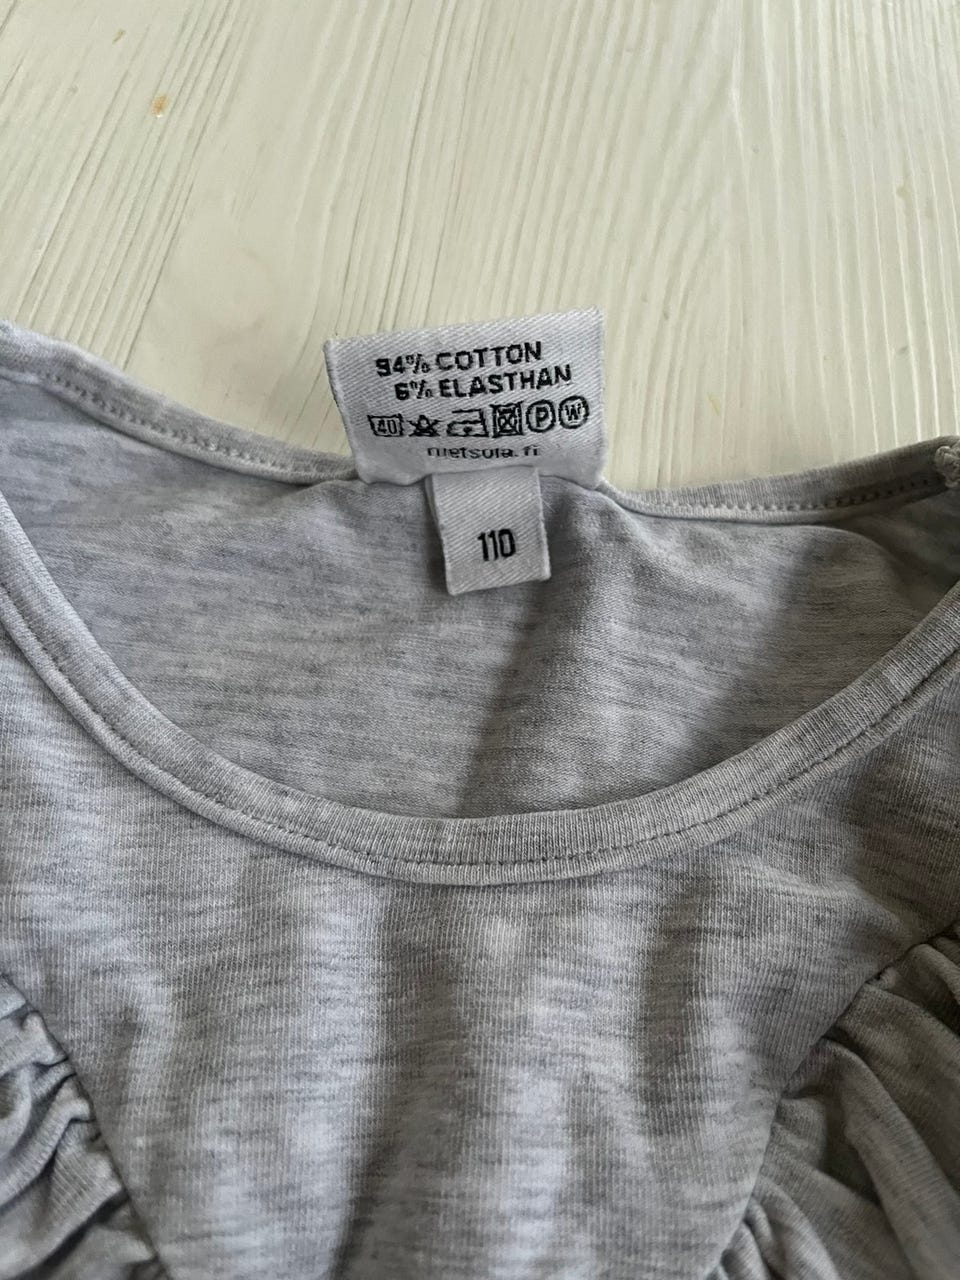 94% COTTON
6% ELASTHAN
40 P W
metsola.fi
110